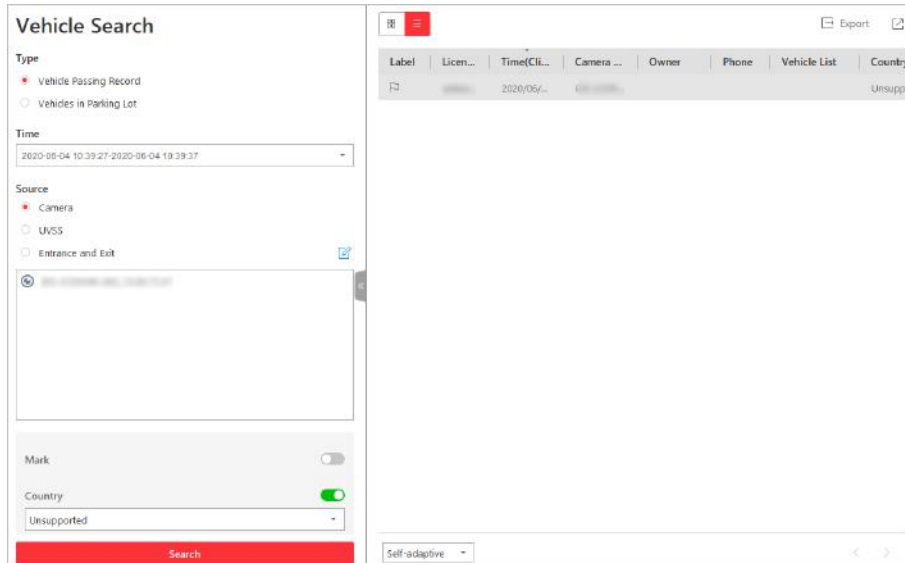 Vehicle Search
Type
Vehicle Passing Record
Vehicles in Parking Lot
Time
2020-06-04 10:39:27-2020-06-04 10:39:37
Source
Camera
UVSS
Entrance and Exit
Mark
Country
Unsupported
Search
Export
Label Licen... Time(Cli... Camera ... Owner Phone Vehicle List Country
2020/06/... Unsupp
Self-adaptive